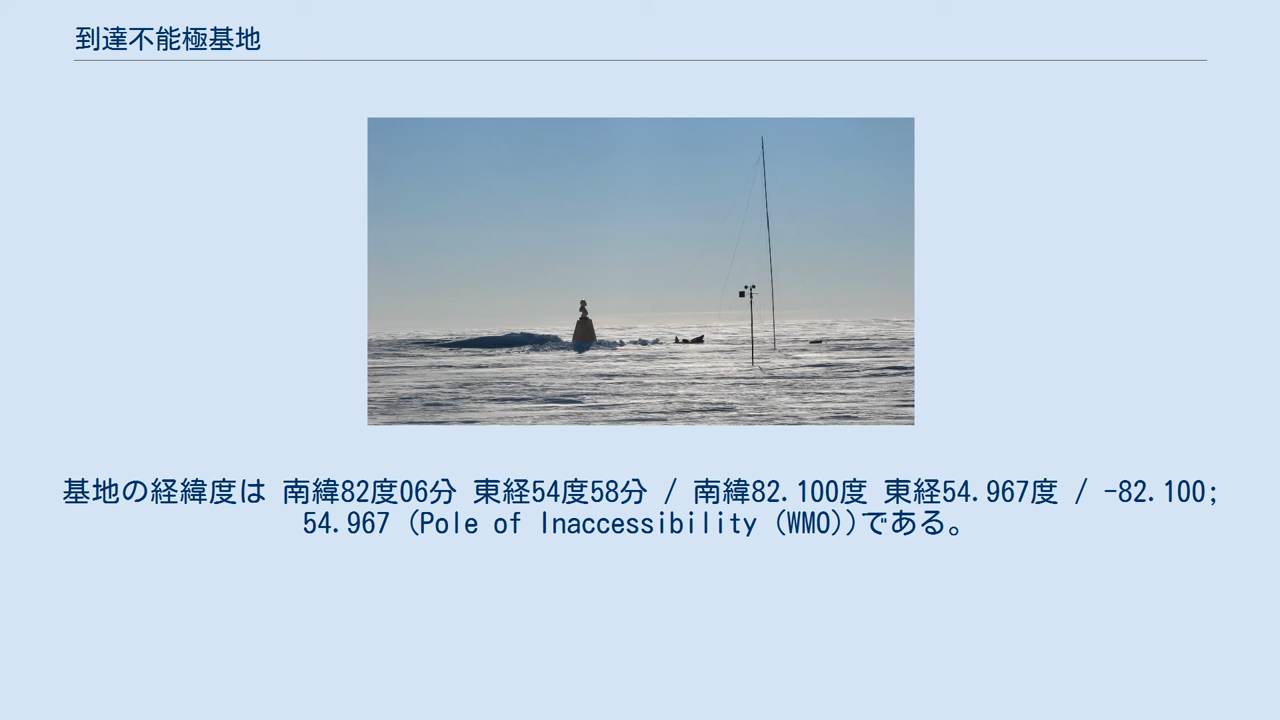 到達不能極基地
基地の経緯度は 南緯82度06分 東経54度58分 / 南緯82.100度 東経54.967度 / -82.100;
54.967 (Pole of Inaccessibility (WMO))である。